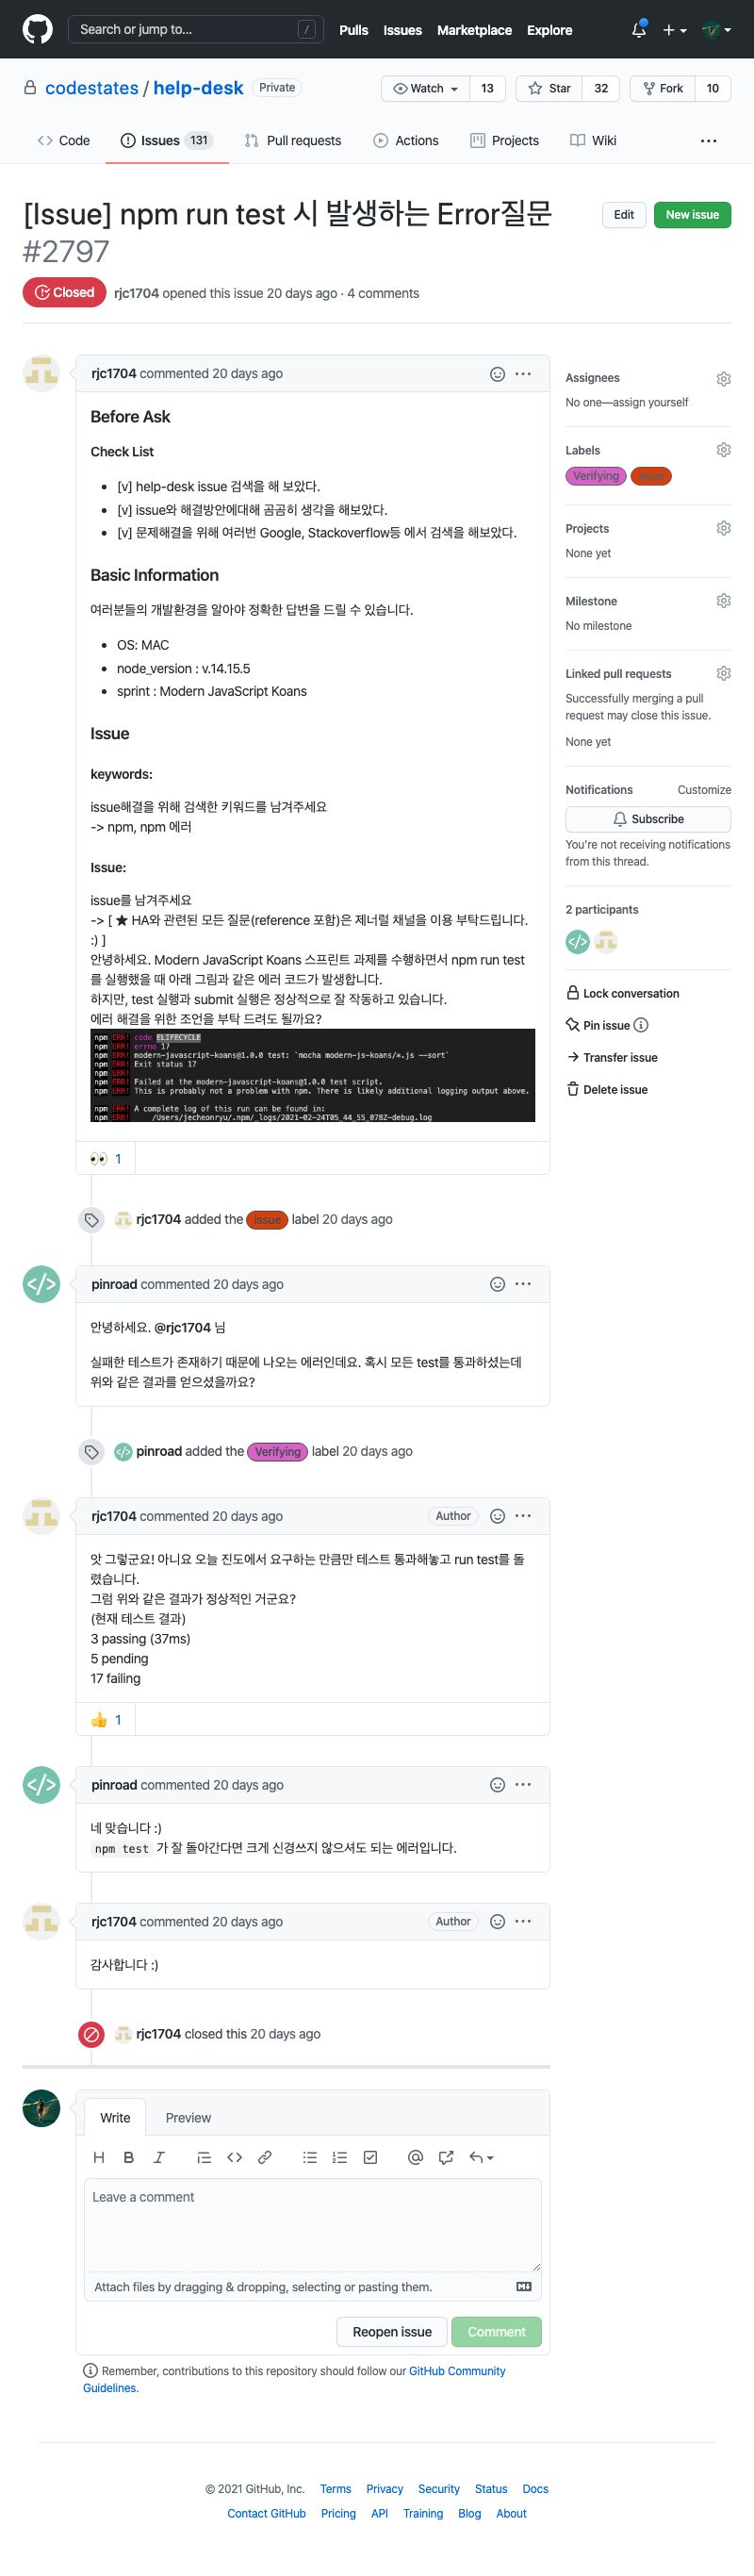 Search or jump to...
/
Pulls
Issues
Marketplace
Explore
codestates / help-desk
Private
Watch
13
Star
32
Fork
10
Code
Issues 131
Pull requests
Actions
Projects
Wiki
[Issue] npm run test 시 발생하는 Error질문
#2797
Edit
New issue
Closed
rjc1704 opened this issue 20 days ago · 4 comments
rjc1704 commented 20 days ago
Before Ask
Check List
[v] help-desk issue 검색을 해 보았다.
[v] issue와 해결방안에대해 곰곰히 생각을 해보았다.
[v] 문제해결을 위해 여러번 Google, Stackoverflow등 에서 검색을 해보았다.
Basic Information
여러분들의 개발환경을 알아야 정확한 답변을 드릴 수 있습니다.
OS: MAC
node_version : v.14.15.5
sprint : Modern JavaScript Koans
Issue
keywords:
issue해결을 위해 검색한 키워드를 남겨주세요
-> npm, npm 에러
Issue:
issue를 남겨주세요
-> [ ★ HA와 관련된 모든 질문(reference 포함)은 제너럴 채널을 이용 부탁드립니다.
:) ]
안녕하세요. Modern JavaScript Koans 스프린트 과제를 수행하면서 npm run test
를 실행했을 때 아래 그림과 같은 에러 코드가 발생합니다.
하지만, test 실행과 submit 실행은 정상적으로 잘 작동하고 있습니다.
에러 해결을 위한 조언을 부탁 드려도 될까요?
npm ERR! code ELIFECYCLE
npm ERR! errno 17
npm ERR! modern-javascript-koans@1.0.0 test: `mocha modern-js-koans/*.js --sort`
npm ERR! Exit status 17
npm ERR!
npm ERR! Failed at the modern-javascript-koans@1.0.0 test script.
npm ERR! This is probably not a problem with npm. There is likely additional logging output above.
npm ERR! A complete log of this run can be found in:
npm ERR! /Users/jecheonryu/.npm/_logs/2021-02-24T05_44_55_078Z-debug.log
1
rjc1704 added the issue label 20 days ago
pinroad commented 20 days ago
안녕하세요. @rjc1704 님
실패한 테스트가 존재하기 때문에 나오는 에러인데요. 혹시 모든 test를 통과하셨는데
위와 같은 결과를 얻으셨을까요?
pinroad added the Verifying label 20 days ago
rjc1704 commented 20 days ago
Author
앗 그렇군요! 아니요 오늘 진도에서 요구하는 만큼만 테스트 통과해놓고 run test를 돌
렸습니다.
그럼 위와 같은 결과가 정상적인 거군요?
(현재 테스트 결과)
3 passing (37ms)
5 pending
17 failing
1
pinroad commented 20 days ago
네 맞습니다 :)
npm test 가 잘 돌아간다면 크게 신경쓰지 않으셔도 되는 에러입니다.
rjc1704 commented 20 days ago
Author
감사합니다 :)
rjc1704 closed this 20 days ago
Write
Preview
Leave a comment
Attach files by dragging & dropping, selecting or pasting them.
Reopen issue
Comment
Remember, contributions to this repository should follow our GitHub Community
Guidelines.
Assignees
No one—assign yourself
Labels
Verifying
issue
Projects
None yet
Milestone
No milestone
Linked pull requests
Successfully merging a pull
request may close this issue.
None yet
Notifications
Customize
Subscribe
You're not receiving notifications
from this thread.
2 participants
Lock conversation
Pin issue
Transfer issue
Delete issue
© 2021 GitHub, Inc.
Terms
Privacy
Security
Status
Docs
Contact GitHub
Pricing
API
Training
Blog
About